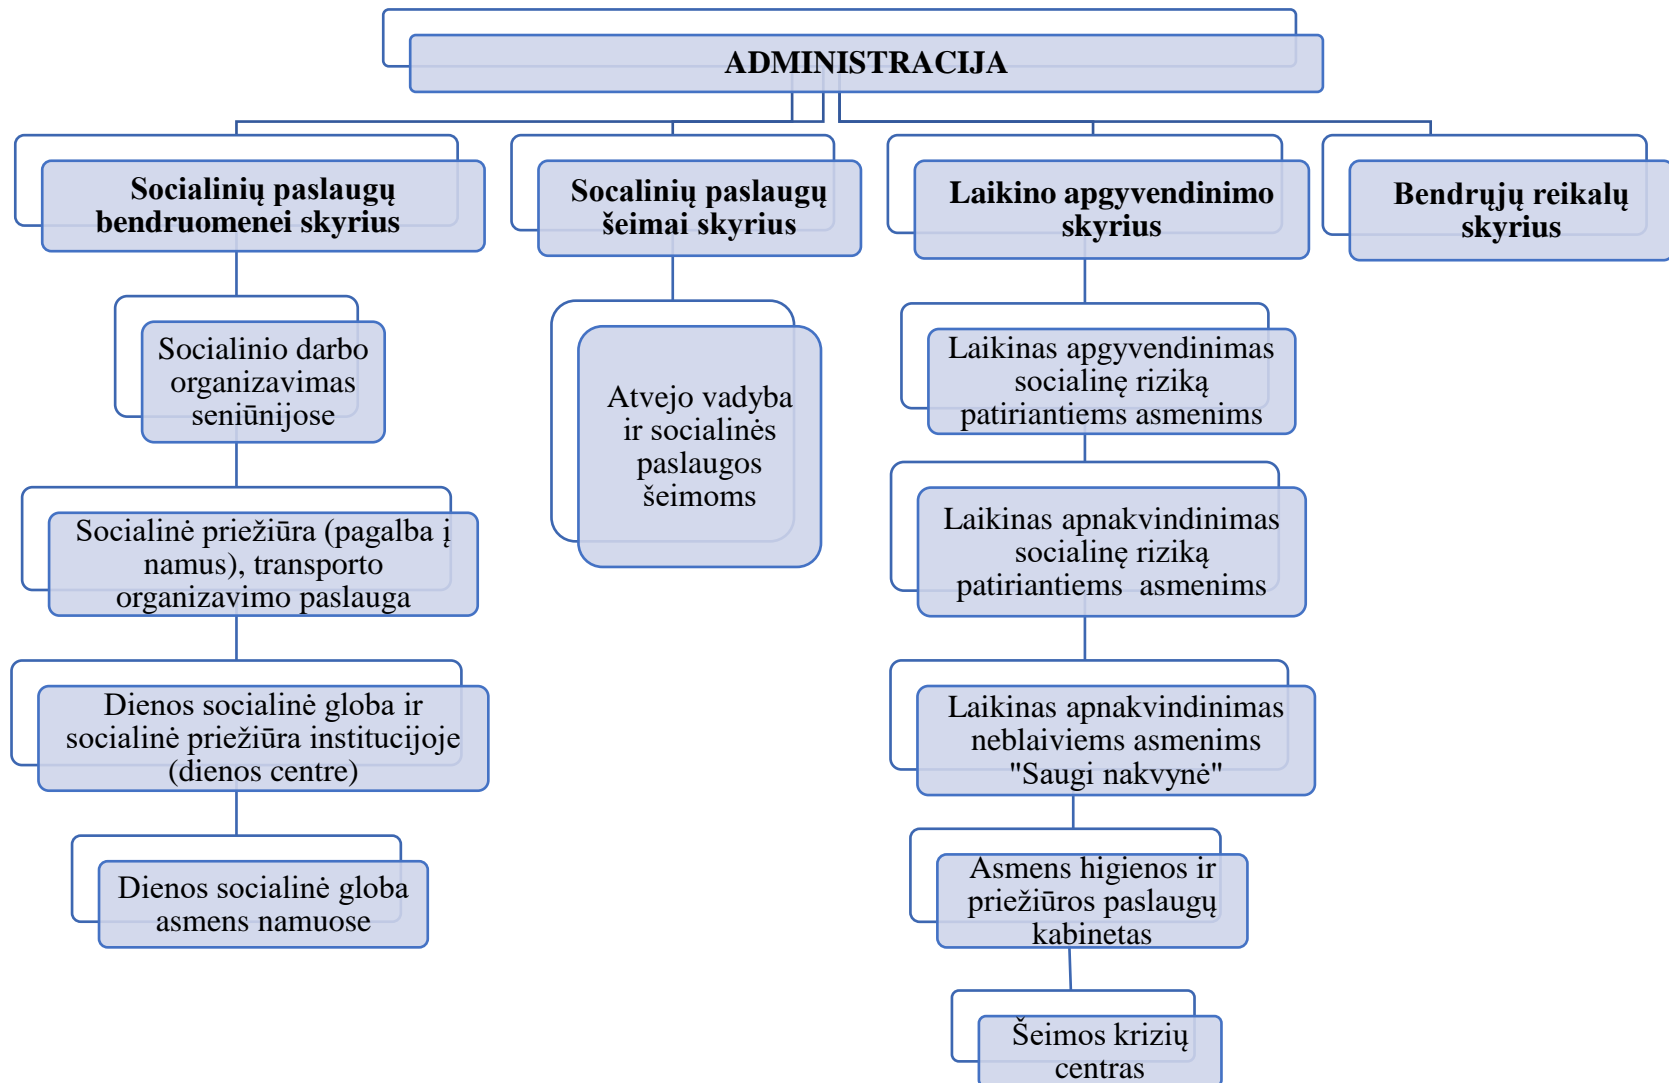 ADMINISTRACIJA
Socialinių paslaugų
bendruomenei skyrius
Socalinių paslaugų
šeimai skyrius
Laikino apgyvendinimo
skyrius
Bendrųjų reikalų
skyrius
Socialinio darbo
organizavimas
seniūnijose
Socialinė priežiūra (pagalba į
namus), transporto
organizavimo paslauga
Dienos socialinė globa ir
socialinė priežiūra institucijoje
(dienos centre)
Dienos socialinė globa
asmens namuose
Atvejo vadyba
ir socialinės
paslaugos
šeimoms
Laikinas apgyvendinimas
socialinę riziką
patiriantiems asmenims
Laikinas apnakvindinimas
socialinę riziką
patiriantiems  asmenims
Laikinas apnakvindinimas
neblaiviems asmenims
"Saugi nakvynė"
Asmens higienos ir
priežiūros paslaugų
kabinetas
Šeimos krizių
centras